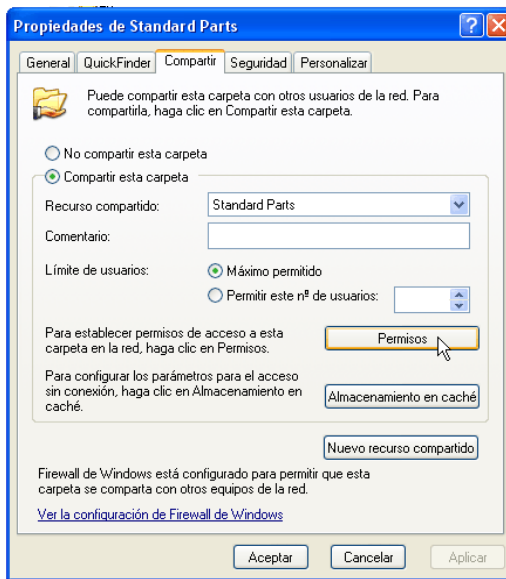 Propiedades de Standard Parts
General QuickFinder Compartir Seguridad Personalizar
Puede compartir esta carpeta con otros usuarios de la red. Para
compartirla, haga clic en Compartir esta carpeta.
No compartir esta carpeta
Compartir esta carpeta
Recurso compartido: Standard Parts
Comentario:
Límite de usuarios: Máximo permitido
Permitir este nº de usuarios:
Para establecer permisos de acceso a esta
carpeta en la red, haga clic en Permisos.
Permisos
Para configurar los parámetros para el acceso
sin conexión, haga clic en Almacenamiento en
caché.
Almacenamiento en caché
Nuevo recurso compartido
Firewall de Windows está configurado para permitir que esta
carpeta se comparta con otros equipos de la red.
Ver la configuración de Firewall de Windows
Aceptar Cancelar Aplicar